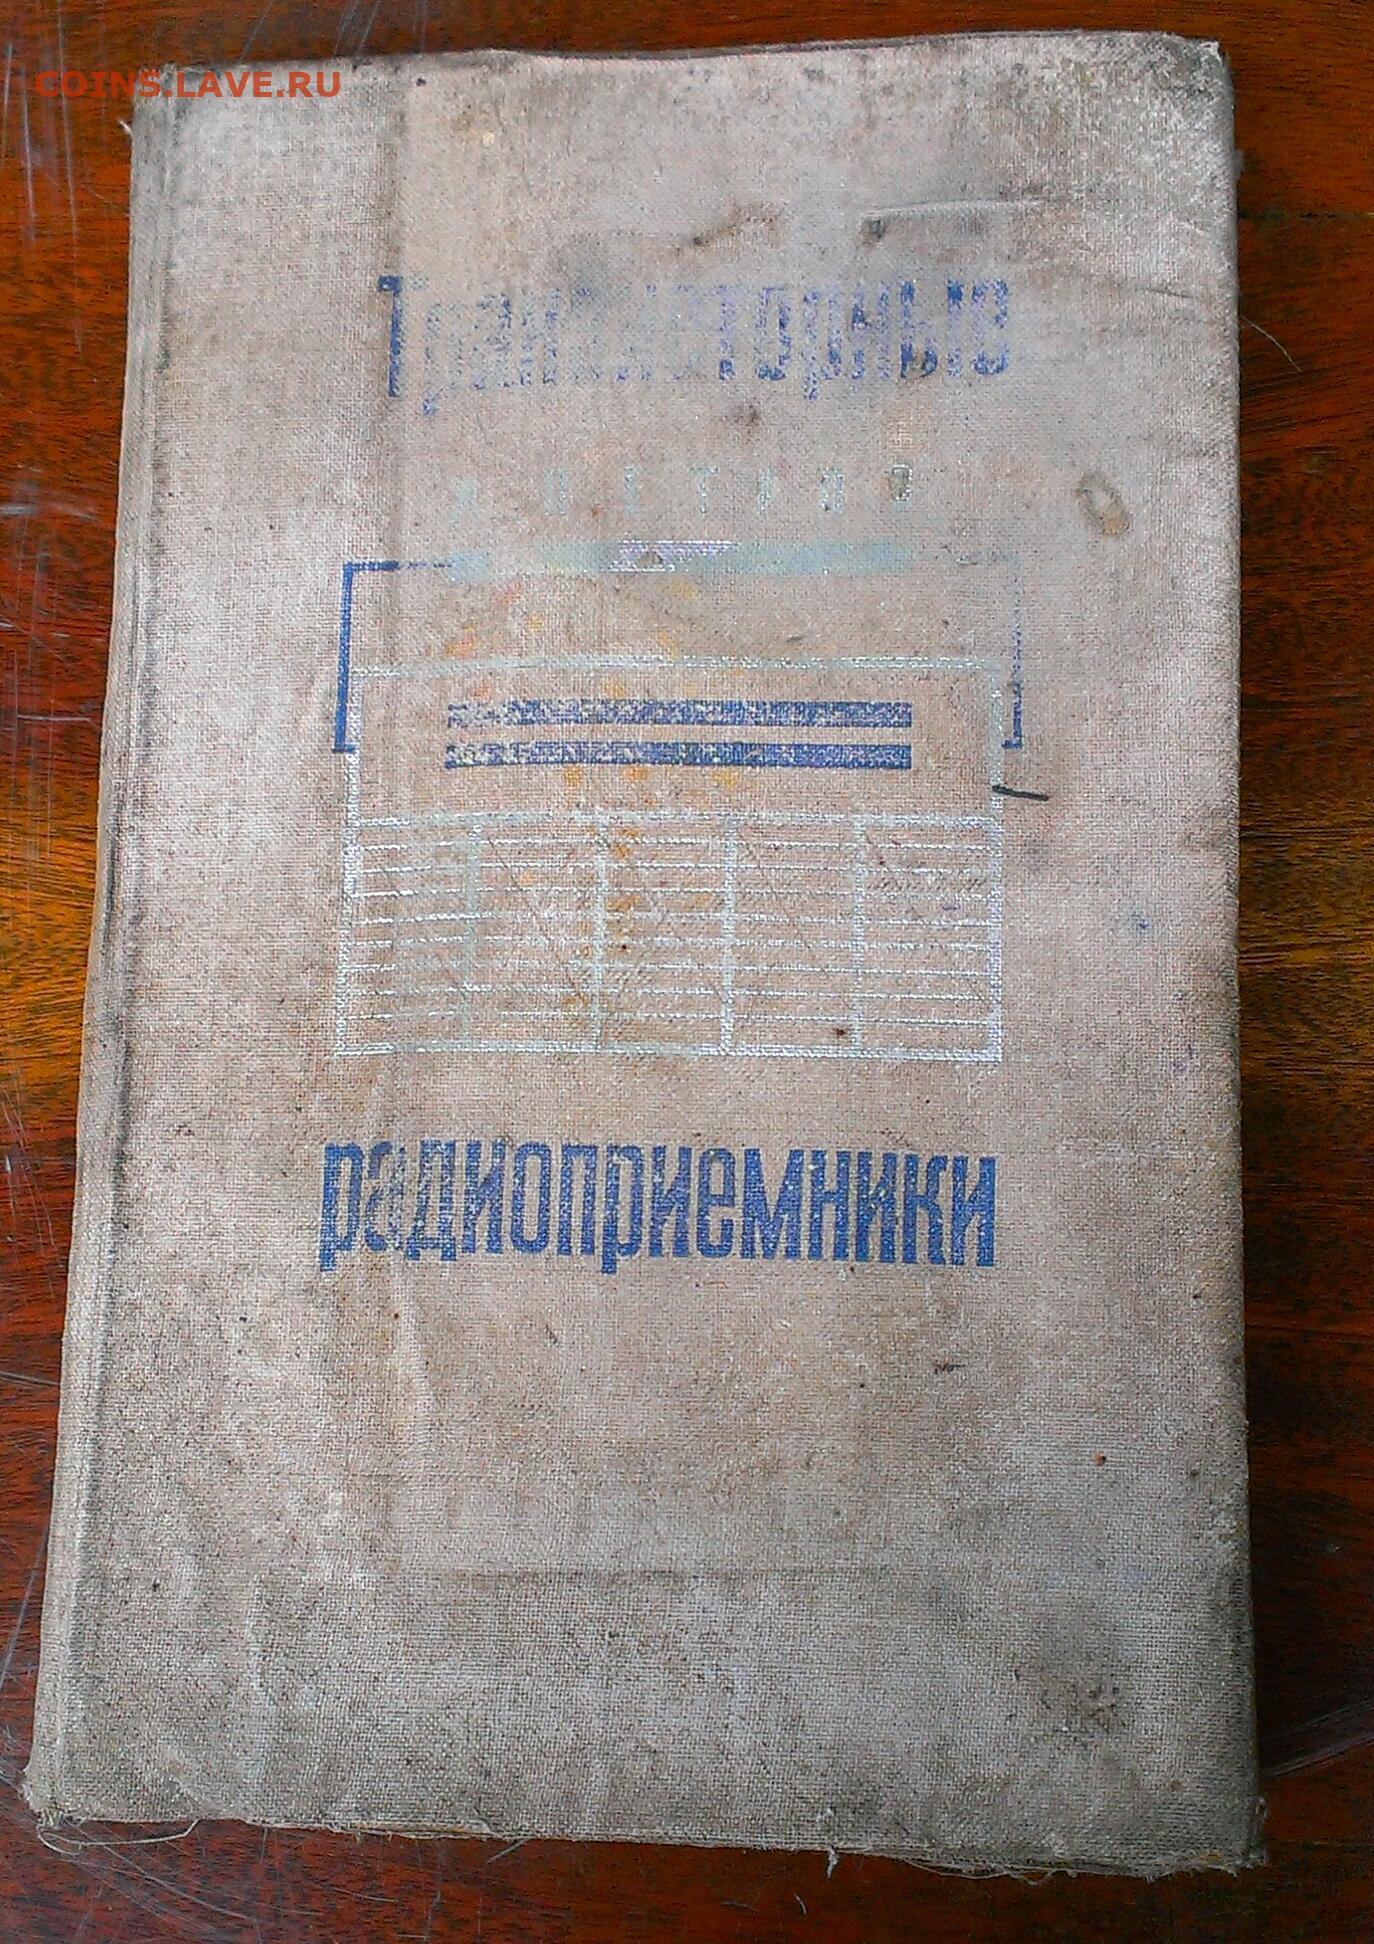 COINS.LAVE.RU
Транзисторные
радиоприемники